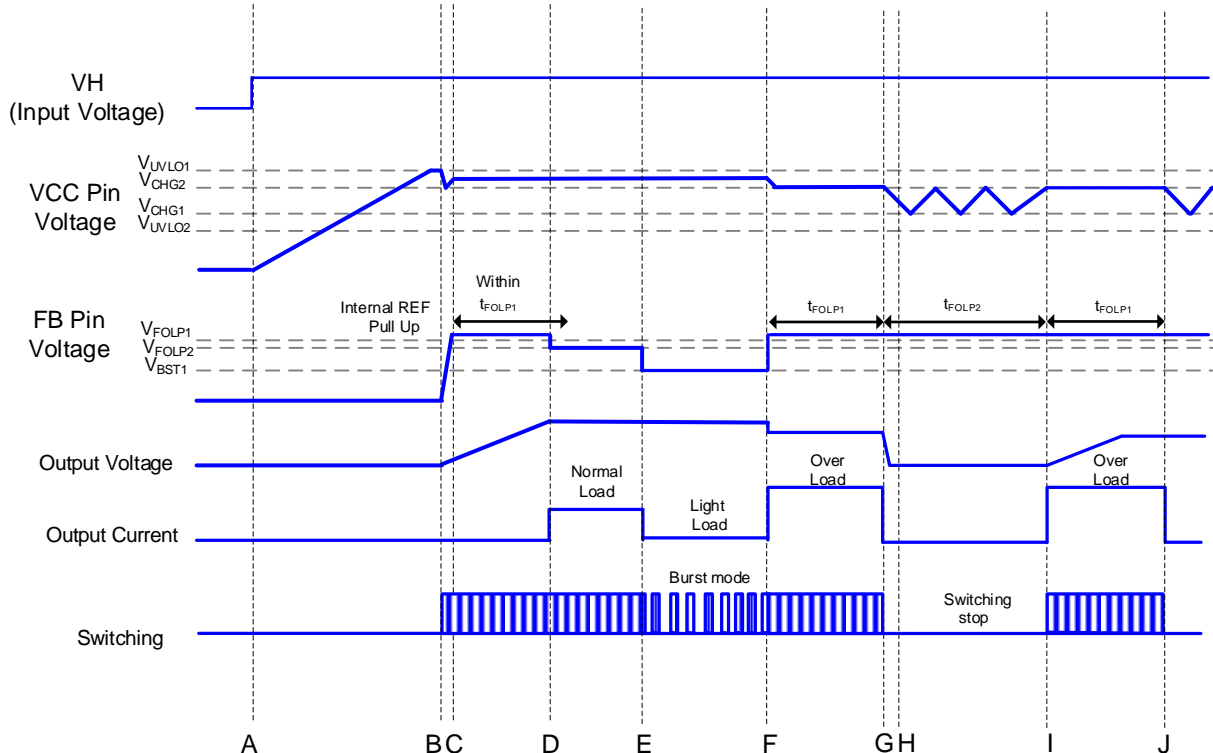 VH
(Input Voltage)
VUVLO1
VCHG2
VCC Pin
Voltage
VCHG1
VUVLO2
Within
tFOLP1
Internal REF
Pull Up
tFOLP1
tFOLP2
tFOLP1
FB Pin
Voltage
VFOLP1
VFOLP2
VBST1
Output Voltage
Normal
Load
Light
Load
Over
Load
Over
Load
Output Current
Burst mode
Switching
stop
Switching
A B C D E F G H I J